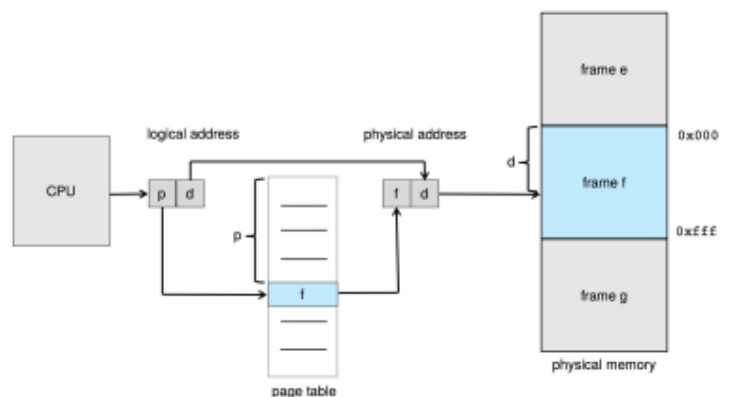 frame e
logical address
physical address
0x000
CPU
p d
f d
d
frame f
p
0xfff
f
frame g
physical memory
page table